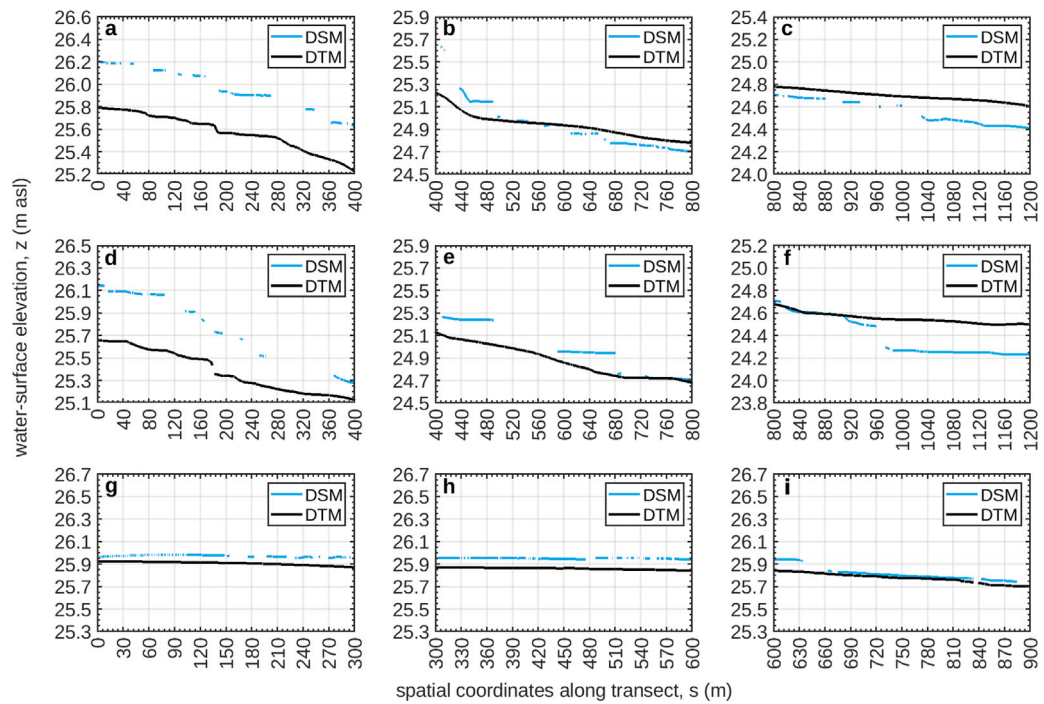 26.6 26.4 26.2 26.0 25.8 25.6 25.4 25.2
a
DSM
DTM
0 40 80 120 160 200 240 280 320 360 400
25.9 25.7 25.5 25.3 25.1 24.9 24.7 24.5
b
DSM
DTM
400 440 480 520 560 600 640 680 720 760 800
25.4 25.2 25.0 24.8 24.6 24.4 24.2 24.0
c
DSM
DTM
800 840 880 920 960 1000 1040 1080 1120 1160 1200
water-surface elevation, z (m asl)
26.5 26.3 26.1 25.9 25.7 25.5 25.3 25.1
d
DSM
DTM
0 40 80 120 160 200 240 280 320 360 400
25.9 25.7 25.5 25.3 25.1 24.9 24.7 24.5
e
DSM
DTM
400 440 480 520 560 600 640 680 720 760 800
25.2 25.0 24.8 24.6 24.4 24.2 24.0 23.8
f
DSM
DTM
800 840 880 920 960 1000 1040 1080 1120 1160 1200
26.7 26.5 26.3 26.1 25.9 25.7 25.5 25.3
g
DSM
DTM
0 30 60 90 120 150 180 210 240 270 300
26.7 26.5 26.3 26.1 25.9 25.7 25.5 25.3
h
DSM
DTM
300 330 360 390 420 450 480 510 540 570 600
26.7 26.5 26.3 26.1 25.9 25.7 25.5 25.3
i
DSM
DTM
600 630 660 690 720 750 780 810 840 870 900
spatial coordinates along transect, s (m)